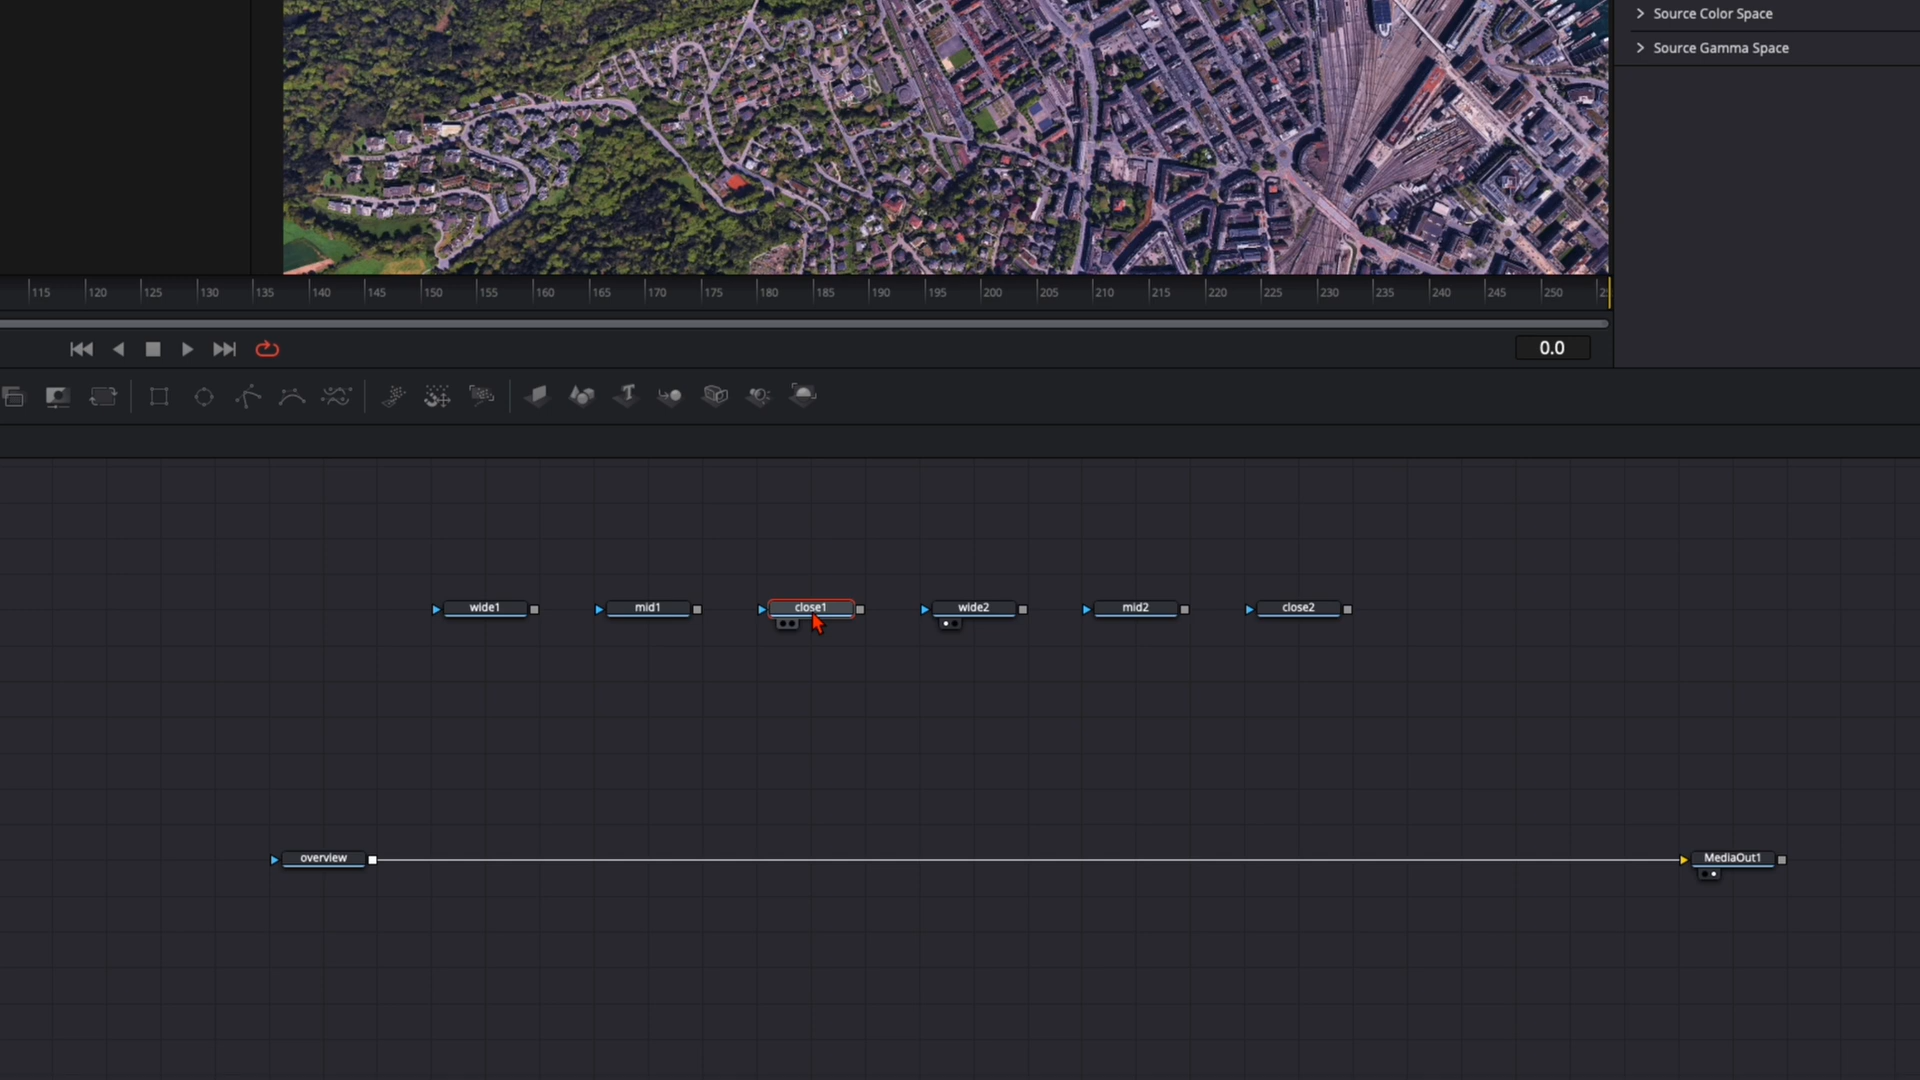 Source Color Space
Source Gamma Space
115 120 125 130 135 140 145 150 155 160 165 170 175 180 185 190 195 200 205 210 215 220 225 230 235 240 245 250
0.0
wide1 mid1 close1 wide2 mid2 close2
overview MediaOut1